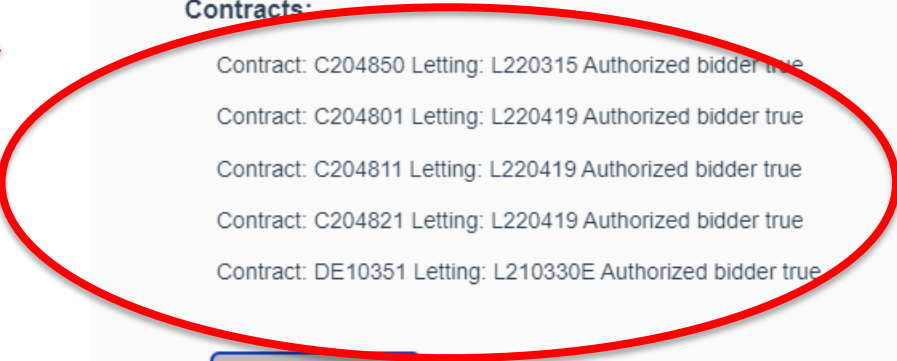 Contracts:
Contract: C204850 Letting: L220315 Authorized bidder true
Contract: C204801 Letting: L220419 Authorized bidder true
Contract: C204811 Letting: L220419 Authorized bidder true
Contract: C204821 Letting: L220419 Authorized bidder true
Contract: DE10351 Letting: L210330E Authorized bidder true